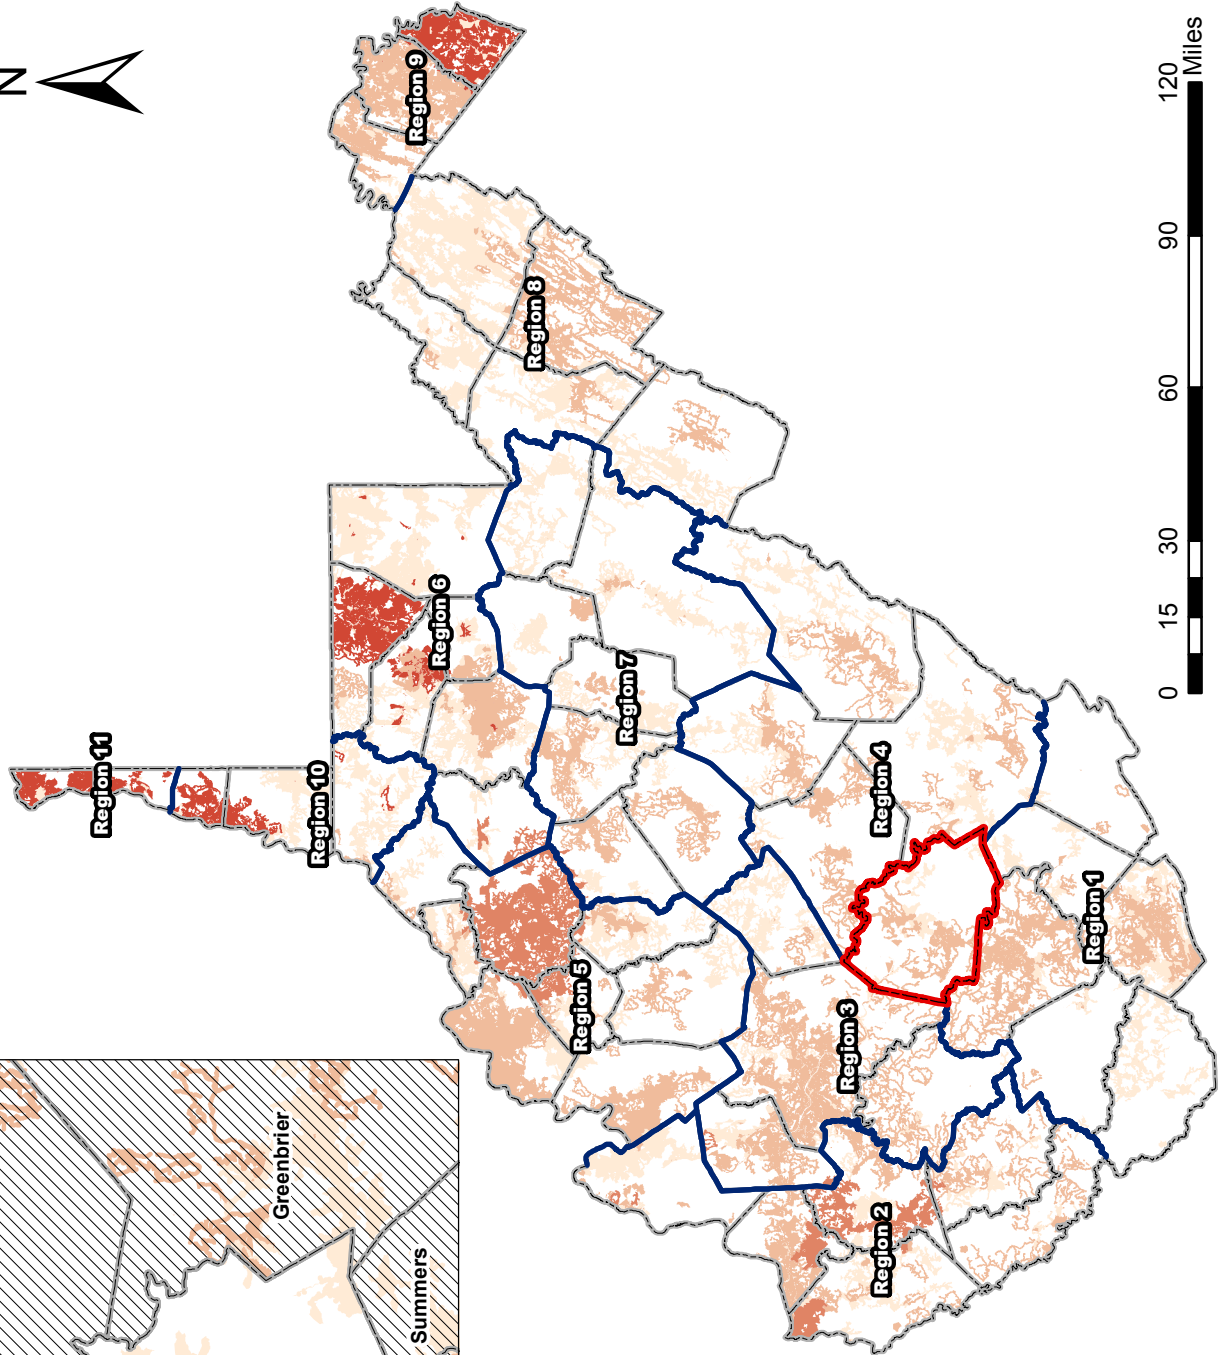 N
Region 9
Region 8
Region 11
Region 10
Region 6
Region 7
Region 5
Region 4
Region 3
Region 2
Region 1
Greenbrier
Summers
0 15 30 60 90 120
Miles